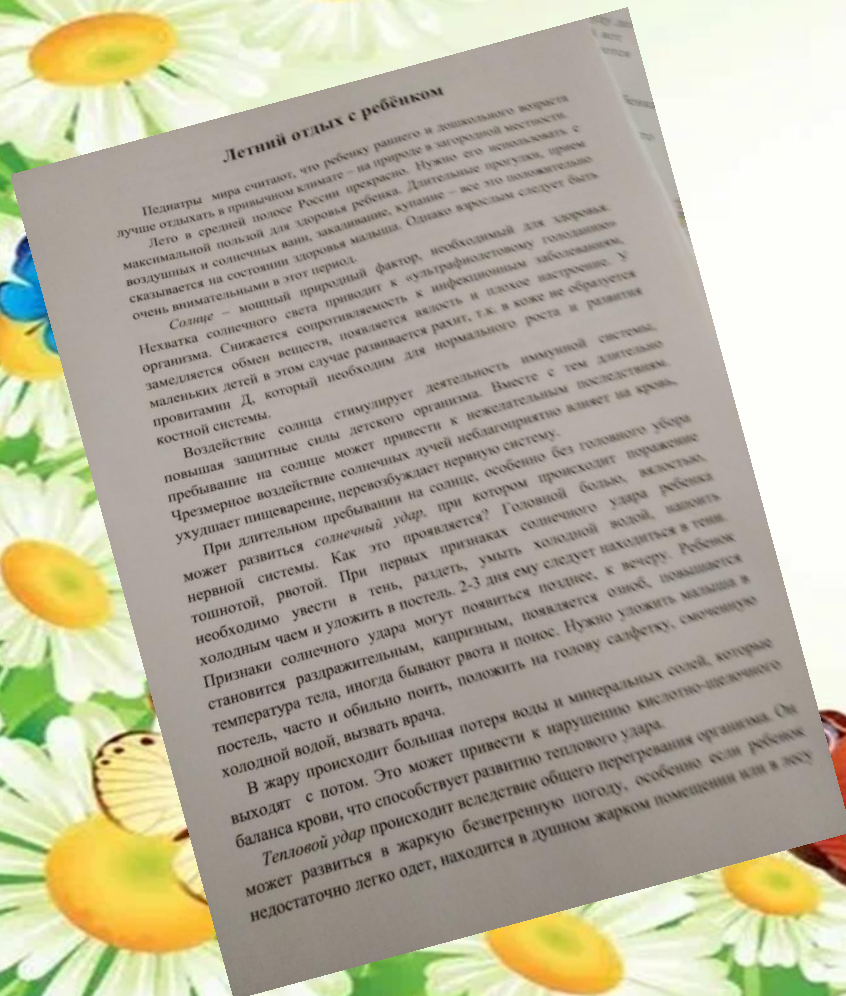 Летний отдых с ребёнком
Педиатры мира считают, что ребенку раннего и дошкольного возраста
лучше отдыхать в привычном климате – на природе в загородной местности.
Лето в средней полосе России прекрасно. Нужно его использовать с
максимальной пользой для здоровья ребенка. Длительные прогулки, прием
воздушных и солнечных ванн, закаливание, купание – все это положительно
сказывается на состоянии здоровья малыша. Однако взрослым следует быть
очень внимательными в этот период.
Солнце – мощный природный фактор, необходимый для здоровья.
Нехватка солнечного света приводит к «ультрафиолетовому голоданию»
организма. Снижается сопротивляемость к инфекционным заболеваниям,
замедляется обмен веществ, появляется вялость и плохое настроение. У
маленьких детей в этом случае развивается рахит, т.к. в коже не образуется
провитамин Д, который необходим для нормального роста и развития
костной системы.
Воздействие солнца стимулирует деятельность иммунной системы,
повышая защитные силы детского организма. Вместе с тем длительно
пребывание на солнце может привести к нежелательным последствиям.
Чрезмерное воздействие солнечных лучей неблагоприятно влияет на кровь,
ухудшает пищеварение, перевозбуждает нервную систему.
При длительном пребывании на солнце, особенно без головного убора
может развиться солнечный удар, при котором происходит поражение
нервной системы. Как это проявляется? Головной болью, вялостью,
тошнотой, рвотой. При первых признаках солнечного удара ребенка
необходимо увести в тень, раздеть, умыть холодной водой, напоить
холодным чаем и уложить в постель. 2-3 дня ему следует находиться в тени.
Признаки солнечного удара могут появиться позднее, к вечеру. Ребенок
становится раздражительным, капризным, появляется озноб, повышается
температура тела, иногда бывают рвота и понос. Нужно уложить малыша в
постель, часто и обильно поить, положить на голову салфетку, смоченную
холодной водой, вызвать врача.
В жару происходит большая потеря воды и минеральных солей, которые
выходят с потом. Это может привести к нарушению кислотно-щелочного
баланса крови, что способствует развитию теплового удара.
Тепловой удар происходит вследствие общего перегревания организма. Он
может развиться в жаркую безветренную погоду, особенно если ребенок
недостаточно легко одет, находится в душном жарком помещении или в лесу